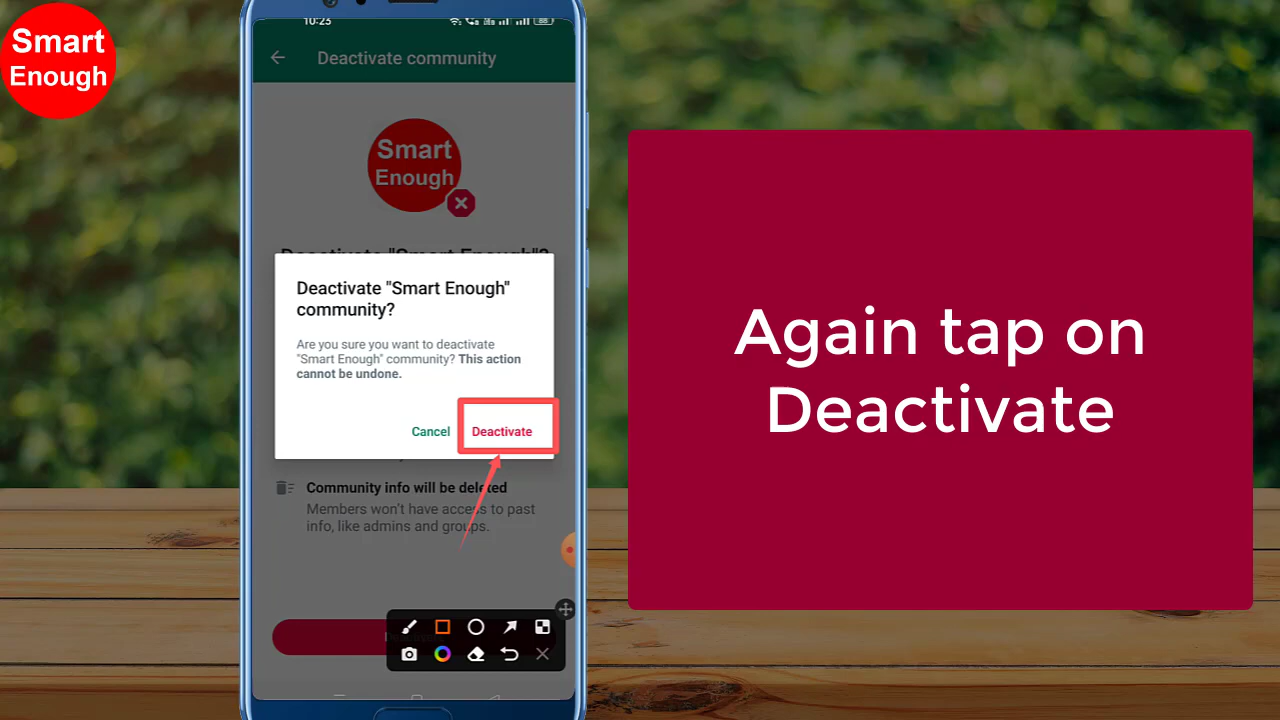 Smart
Enough
10:23
Deactivate community
Smart
Enough
Deactivate "Smart Enough"?
Deactivate "Smart Enough"
community?
Are you sure you want to deactivate
"Smart Enough" community? This action
cannot be undone.
Cancel
Deactivate
Community info will be deleted
Members won't have access to past
info, like admins and groups.
Again tap on
Deactivate